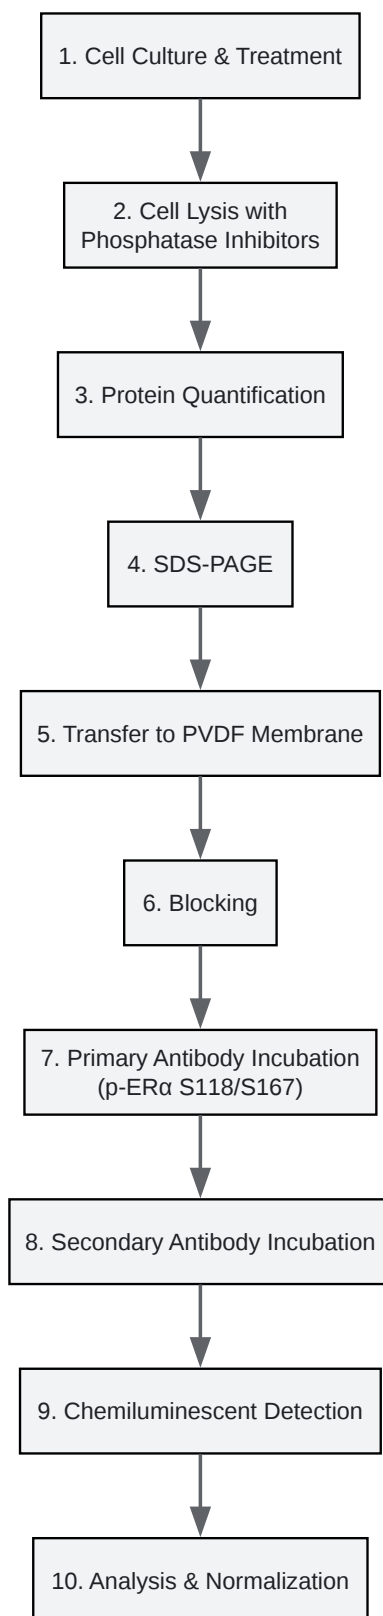 1. Cell Culture & Treatment
2. Cell Lysis with
Phosphatase Inhibitors
3. Protein Quantification
4. SDS-PAGE
5. Transfer to PVDF Membrane
6. Blocking
7. Primary Antibody Incubation
(p-ERα S118/S167)
8. Secondary Antibody Incubation
9. Chemiluminescent Detection
10. Analysis & Normalization